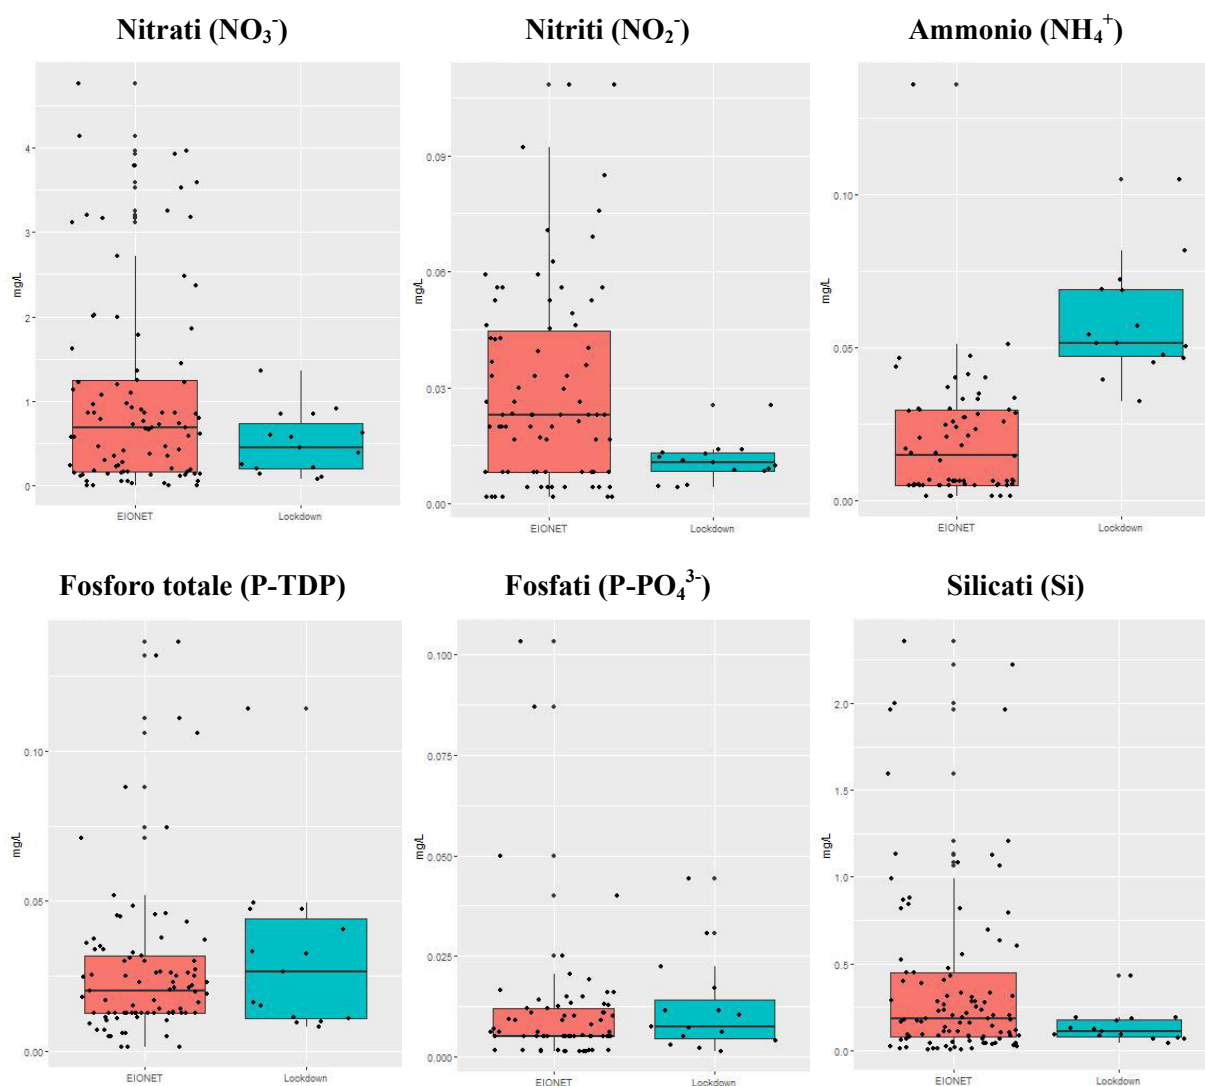 Nitrati (NO₃⁻) Nitriti (NO₂⁻) Ammonio (NH₄⁺)
mg/L
4
3
2
1
0
EIONET Lockdown
mg/L
0.09
0.06
0.03
0.00
EIONET Lockdown
mg/L
0.10
0.05
0.00
EIONET Lockdown
Fosforo totale (P-TDP) Fosfati (P-PO₄³⁻) Silicati (Si)
mg/L
0.10
0.05
0.00
EIONET Lockdown
mg/L
0.100
0.075
0.050
0.025
0.000
EIONET Lockdown
mg/L
2.0
1.5
1.0
0.5
0.0
EIONET Lockdown